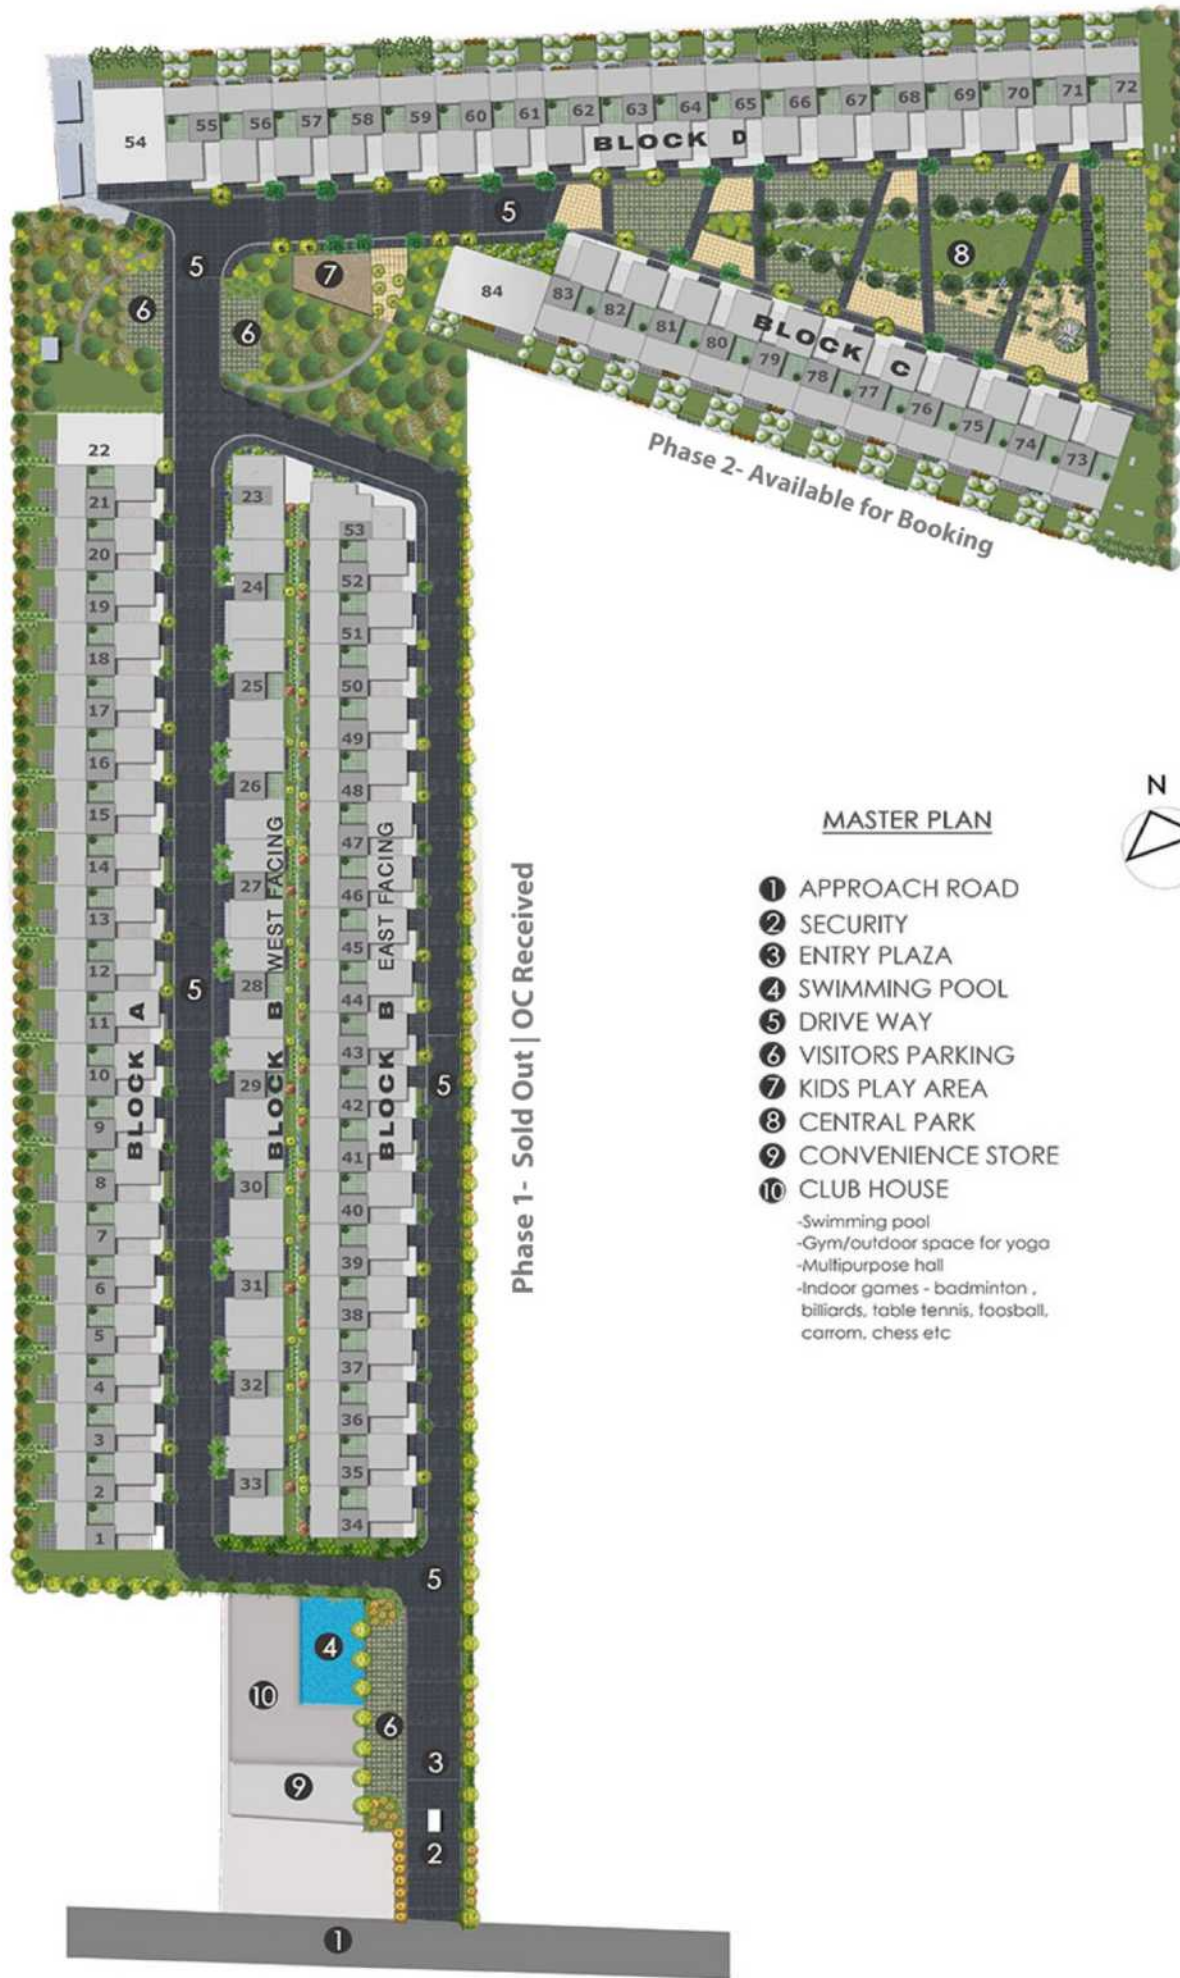 54 55 56 57 58 59 60 61 62 63 64 65 66 67 68 69 70 71 72
BLOCK D
5
5
6
6
7
8
84 83 82 81 80 79 78 77 76 75 74 73
BLOCK C
Phase 2- Available for Booking
22
21
20
19
18
17
16
15
14
13
12
11
10
9
8
7
6
5
4
3
2
1
BLOCK A
5
23
24
25
26
27
28
29
30
31
32
33
BLOCK B WEST FACING
53
52
51
50
49
48
47
46
45
44
43
42
41
40
39
38
37
36
35
34
BLOCK B EAST FACING
5
5
Phase 1- Sold Out | OC Received
4
10
6
3
9
2
1
N
MASTER PLAN
1 APPROACH ROAD
2 SECURITY
3 ENTRY PLAZA
4 SWIMMING POOL
5 DRIVE WAY
6 VISITORS PARKING
7 KIDS PLAY AREA
8 CENTRAL PARK
9 CONVENIENCE STORE
10 CLUB HOUSE
-Swimming pool
-Gym/outdoor space for yoga
-Multipurpose hall
-Indoor games - badminton ,
billiards, table tennis, foosball,
carrom, chess etc